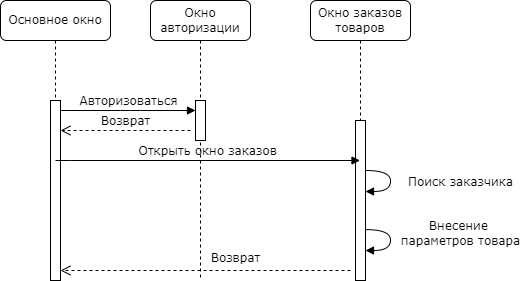 Основное окно
Окно
авторизации
Окно заказов
товаров
Авторизоваться
Возврат
Открыть окно заказов
Поиск заказчика
Внесение
параметров товара
Возврат